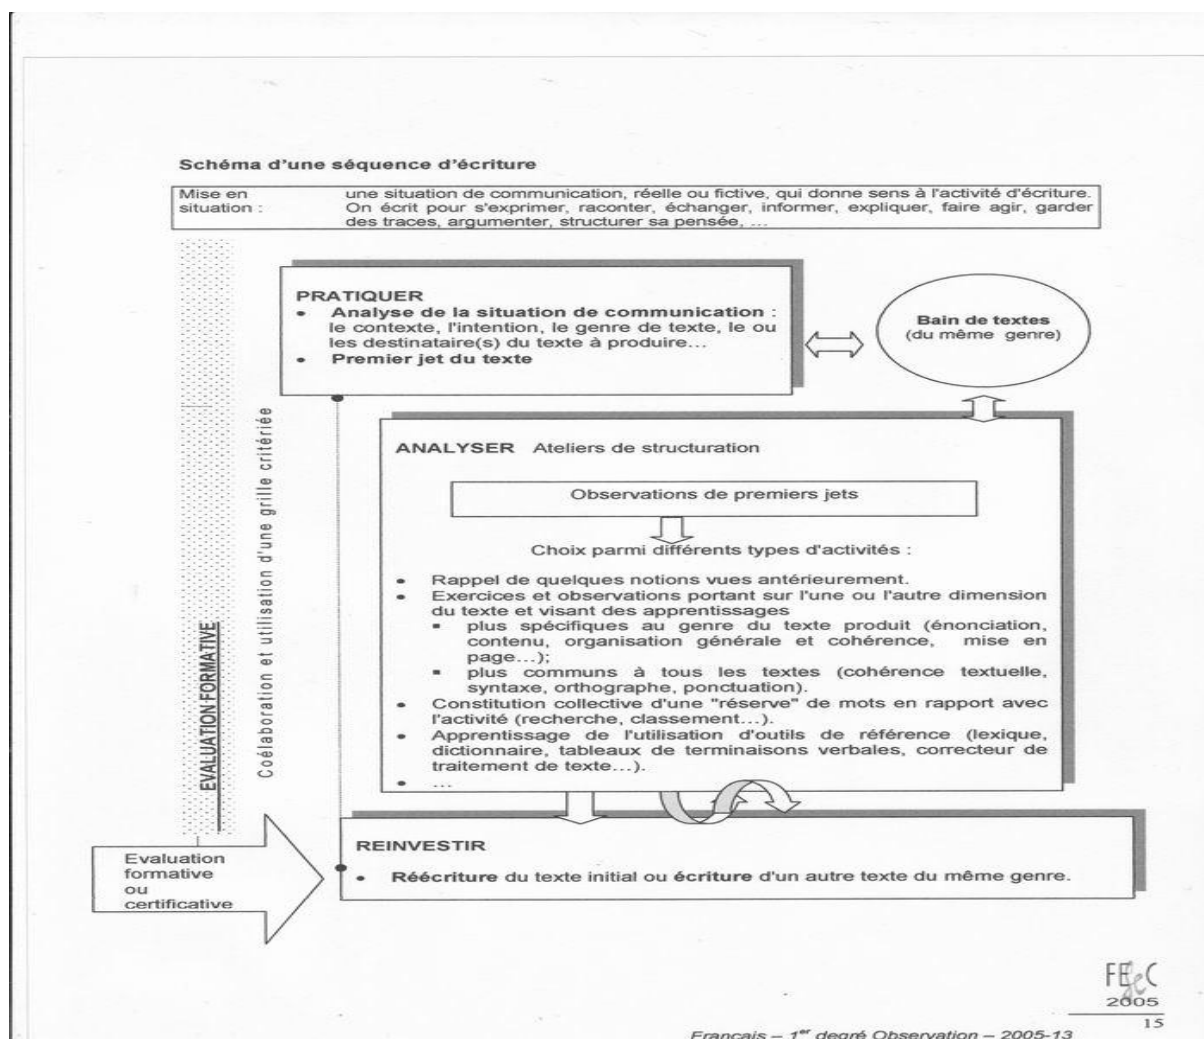 Schéma d'une séquence d'écriture
Mise en situation :
une situation de communication, réelle ou fictive, qui donne sens à l'activité d'écriture.
On écrit pour s'exprimer, raconter, échanger, informer, expliquer, faire agir, garder
des traces, argumenter, structurer sa pensée, ...
PRATIQUER
• Analyse de la situation de communication :
le contexte, l'intention, le genre de texte, le ou
les destinataire(s) du texte à produire...
• Premier jet du texte
Bain de textes
(du même genre)
ANALYSER Ateliers de structuration
Observations de premiers jets
Choix parmi différents types d'activités :
• Rappel de quelques notions vues antérieurement.
• Exercices et observations portant sur l'une ou l'autre dimension
du texte et visant des apprentissages
▪ plus spécifiques au genre du texte produit (énonciation,
contenu, organisation générale et cohérence, mise en
page...);
▪ plus communs à tous les textes (cohérence textuelle,
syntaxe, orthographe, ponctuation).
• Constitution collective d'une "réserve" de mots en rapport avec
l'activité (recherche, classement...).
• Apprentissage de l'utilisation d'outils de référence (lexique,
dictionnaire, tableaux de terminaisons verbales, correcteur de
traitement de texte...).
• ...
EVALUATION FORMATIVE
Coélaboration et utilisation d'une grille critériée
REINVESTIR
• Réécriture du texte initial ou écriture d'un autre texte du même genre.
Evaluation
formative
ou
certificative
FESeC
2005
15
Français – 1er degré Observation – 2005-13